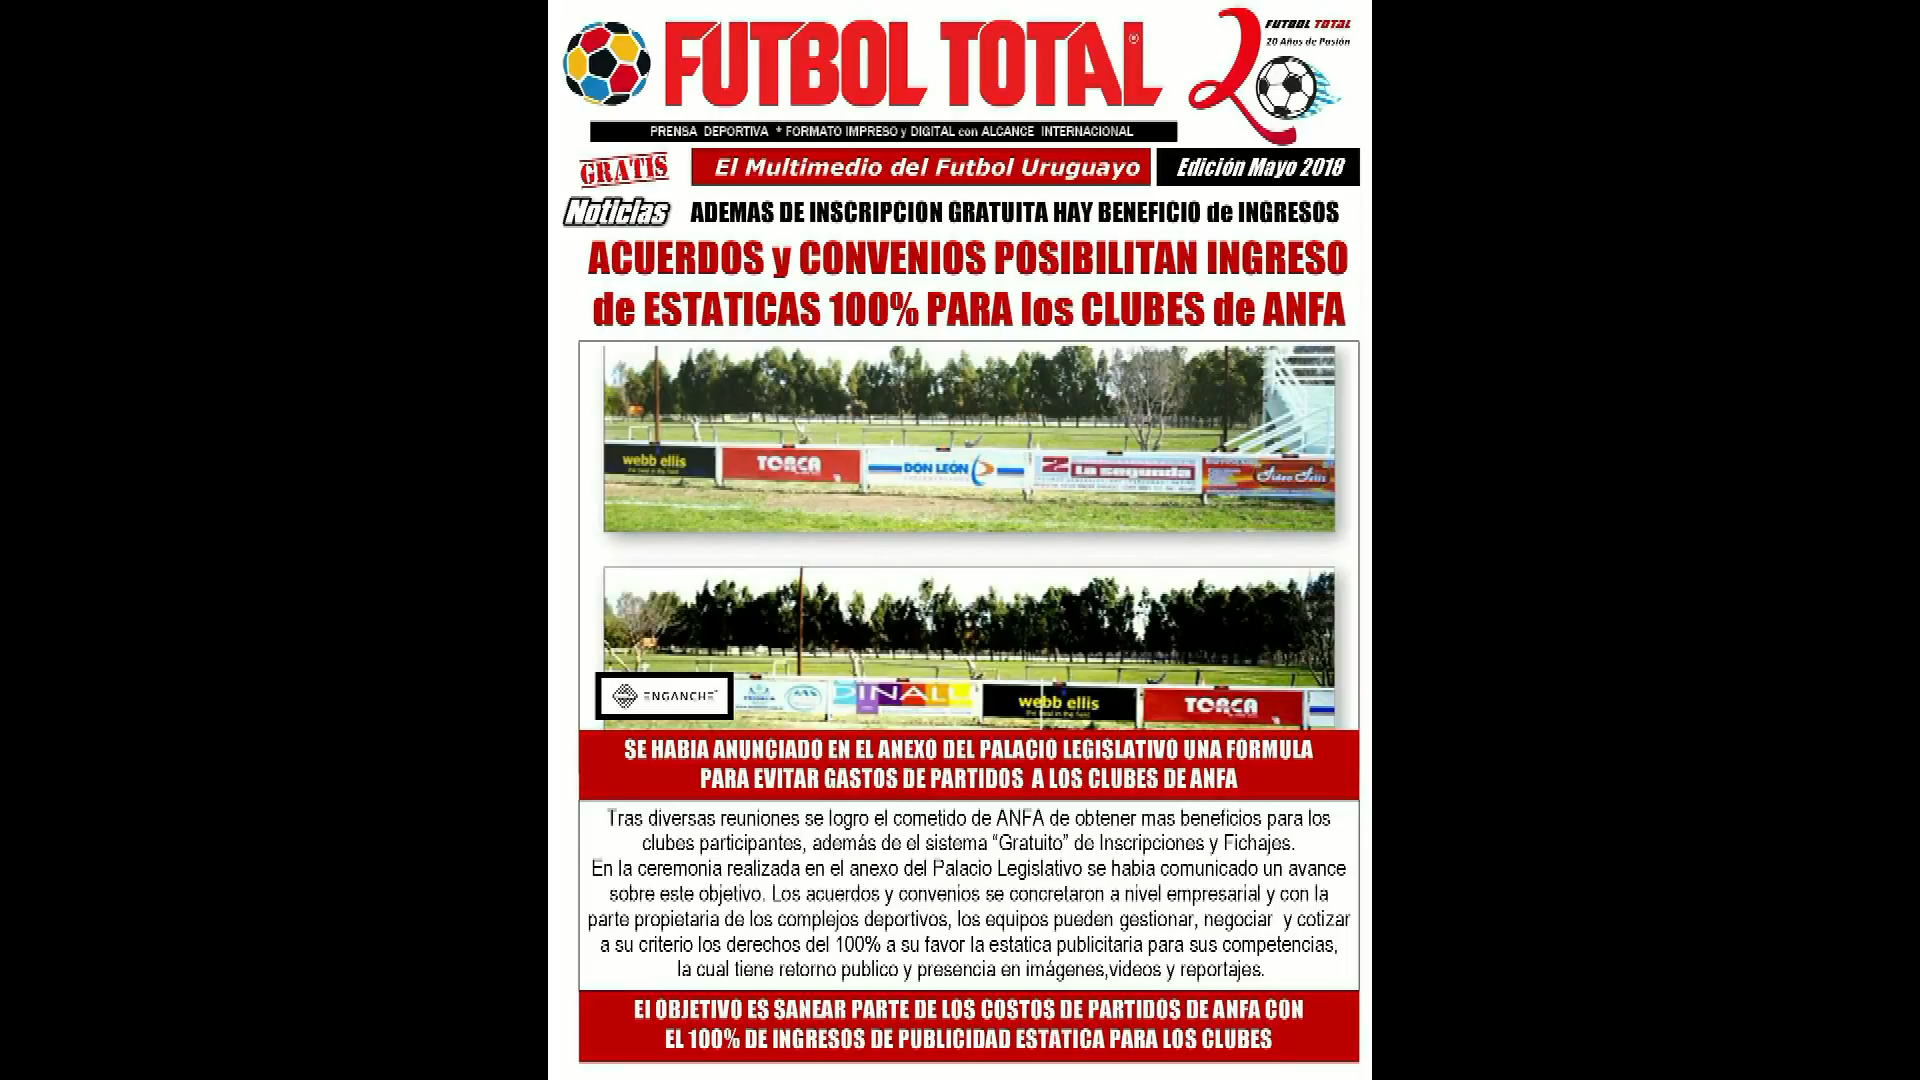 FUTBOL TOTAL
FUTBOL TOTAL
20 Años de Pasión
PRENSA DEPORTIVA * FORMATO IMPRESO y DIGITAL con ALCANCE INTERNACIONAL
GRATIS
El Multimedio del Futbol Uruguayo
Edición Mayo 2018
Noticias
ADEMAS DE INSCRIPCION GRATUITA HAY BENEFICIO de INGRESOS
ACUERDOS y CONVENIOS POSIBILITAN INGRESO
de ESTATICAS 100% PARA los CLUBES de ANFA
webb ellis
TORCA
DON LEÓN
La segunda
ENGANCHE
webb ellis
TORCA
SE HABIA ANUNCIADO EN EL ANEXO DEL PALACIO LEGISLATIVO UNA FORMULA
PARA EVITAR GASTOS DE PARTIDOS A LOS CLUBES DE ANFA
Tras diversas reuniones se logro el cometido de ANFA de obtener mas beneficios para los
clubes participantes, además de el sistema “Gratuito” de Inscripciones y Fichajes.
En la ceremonia realizada en el anexo del Palacio Legislativo se habia comunicado un avance
sobre este objetivo. Los acuerdos y convenios se concretaron a nivel empresarial y con la
parte propietaria de los complejos deportivos, los equipos pueden gestionar, negociar y cotizar
a su criterio los derechos del 100% a su favor la estatica publicitaria para sus competencias,
la cual tiene retorno publico y presencia en imágenes,videos y reportajes.
El OBJETIVO ES SANEAR PARTE DE LOS COSTOS DE PARTIDOS DE ANFA CON
EL 100% DE INGRESOS DE PUBLICIDAD ESTATICA PARA LOS CLUBES